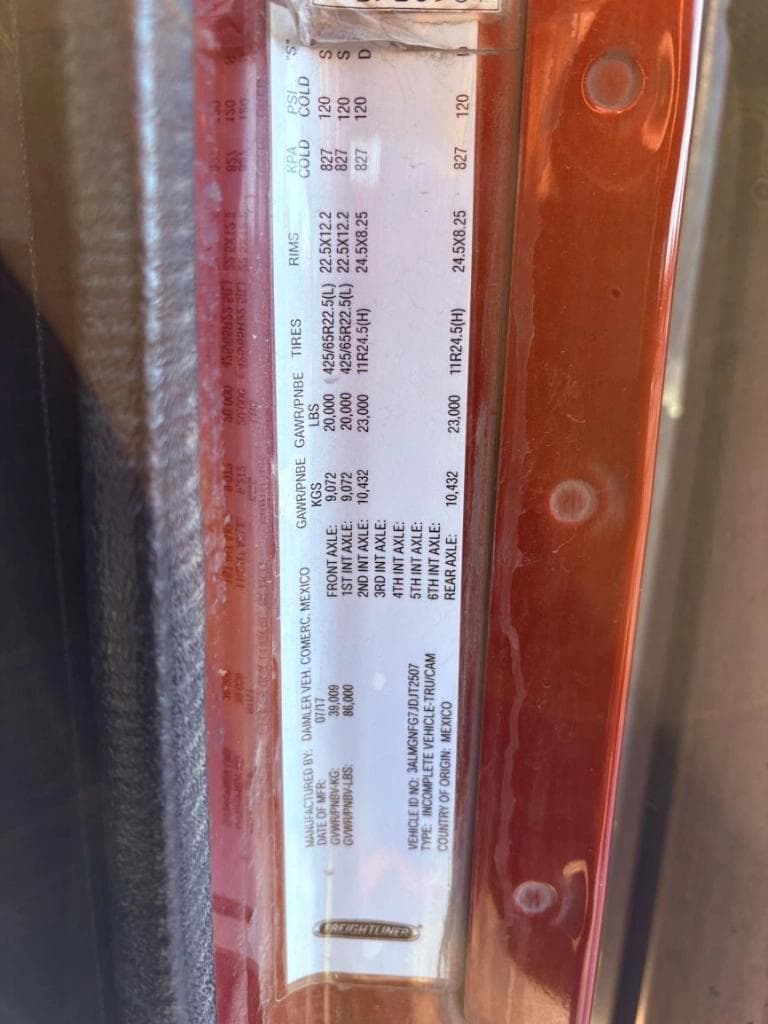 FREIGHTLINER
MANUFACTURED BY: DAIMLER VEH. COMERC. MEXICO
DATE OF MFR: 07/17
GVWR/PNBV-KG: 39,009
GVWR/PNBV-LBS: 86,000
VEHICLE ID NO: 3ALMGNFG7JDJT2507
TYPE: INCOMPLETE VEHICLE-TRU/CAM
COUNTRY OF ORIGIN: MEXICO
GAWR/PNBE GAWR/PNBE TIRES RIMS KPA PSI "S"
KGS LBS COLD COLD
FRONT AXLE: 9,072 20,000 425/65R22.5(L) 22.5X12.2 827 120 S
1ST INT AXLE: 9,072 20,000 425/65R22.5(L) 22.5X12.2 827 120 S
2ND INT AXLE: 10,432 23,000 11R24.5(H) 24.5X8.25 827 120 D
3RD INT AXLE:
4TH INT AXLE:
5TH INT AXLE:
6TH INT AXLE:
REAR AXLE: 10,432 23,000 11R24.5(H) 24.5X8.25 827 120 D